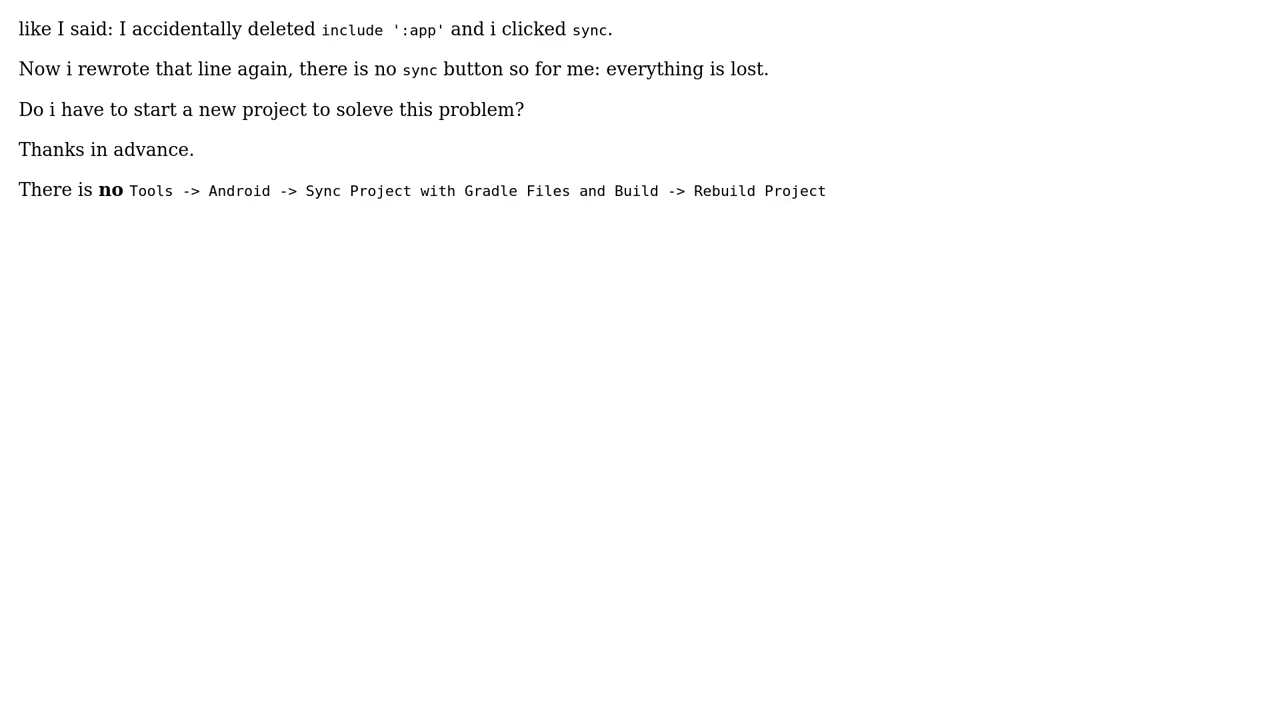 like I said: I accidentally deleted include ':app' and i clicked sync.
Now i rewrote that line again, there is no sync button so for me: everything is lost.
Do i have to start a new project to soleve this problem?
Thanks in advance.
There is no Tools -> Android -> Sync Project with Gradle Files and Build -> Rebuild Project